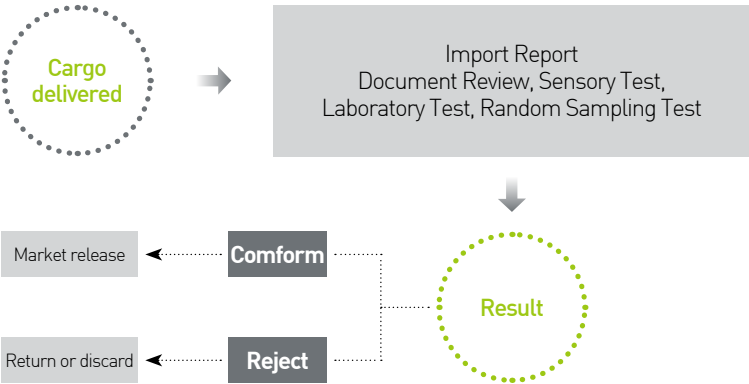 Cargo
delivered
Import Report
Document Review, Sensory Test,
Laboratory Test, Random Sampling Test
Market release
Comform
Result
Return or discard
Reject